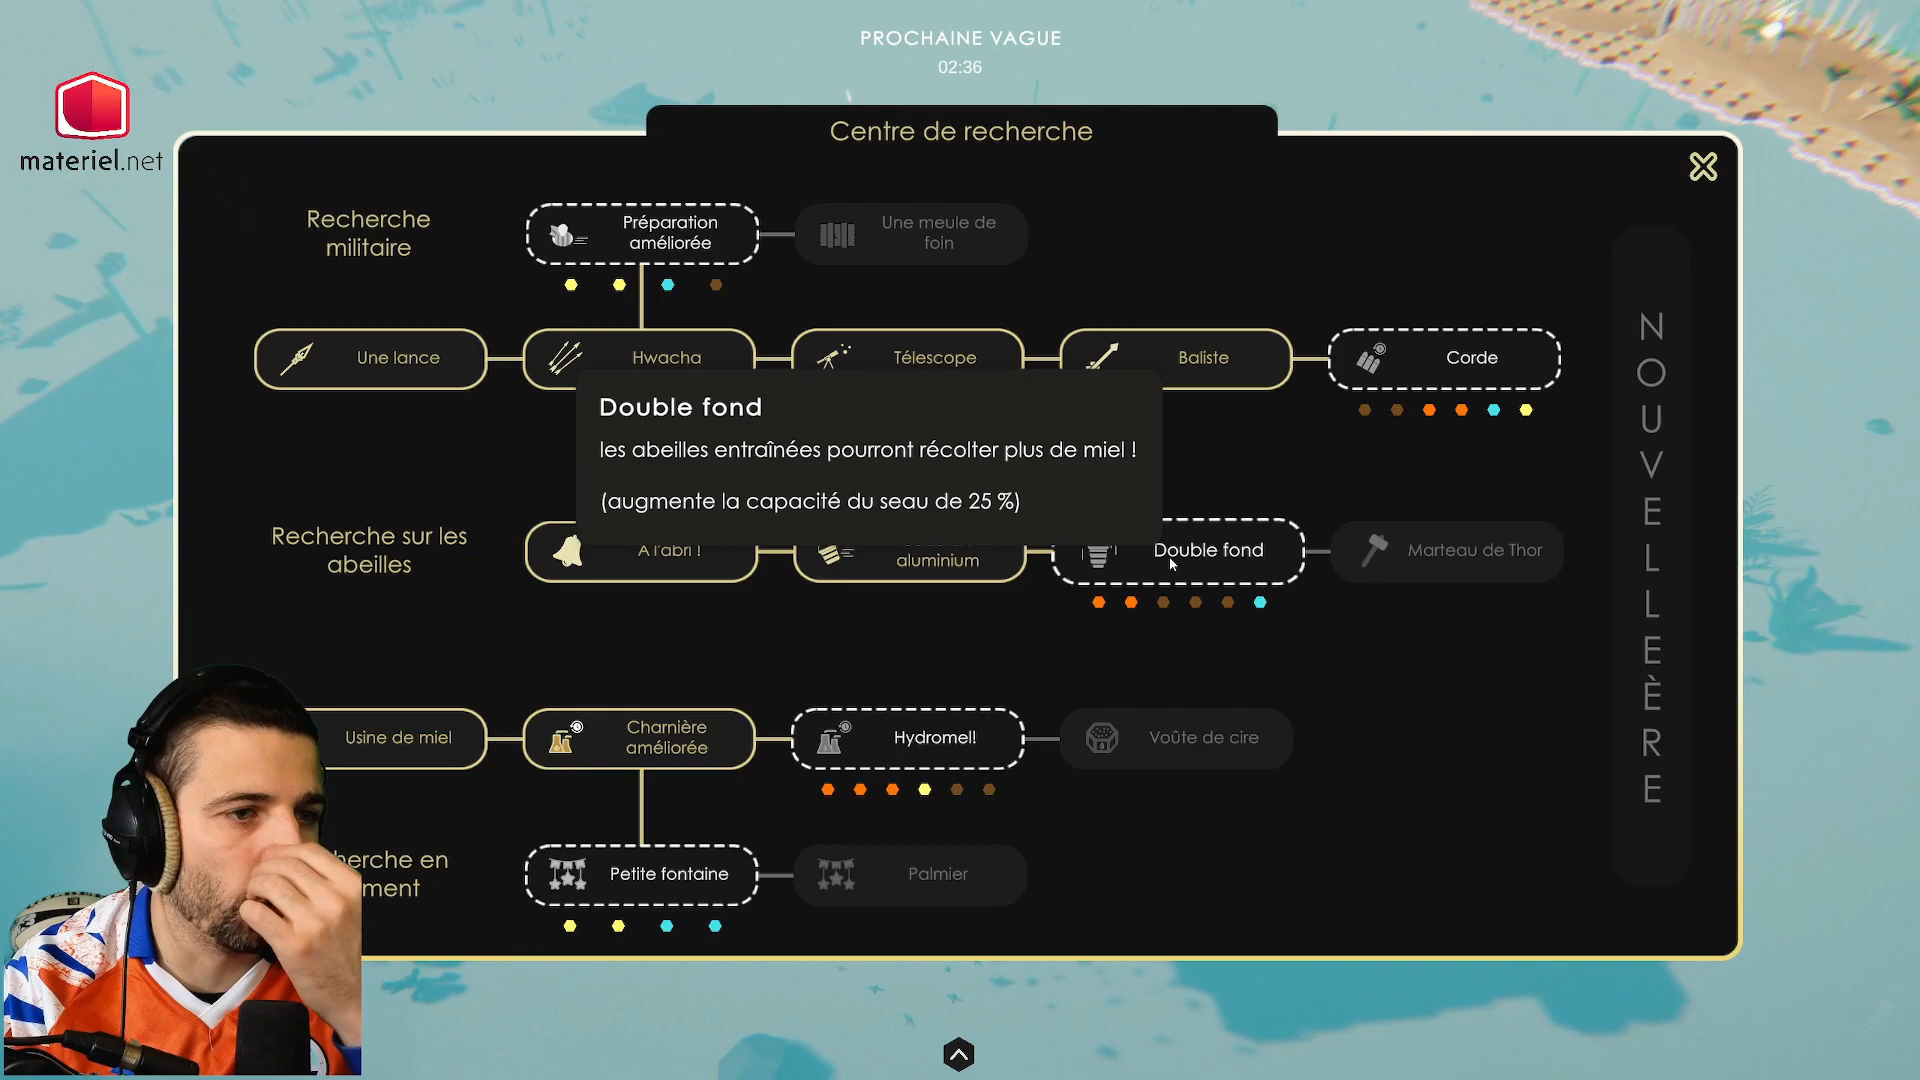 PROCHAINE VAGUE
02:36
materiel.net
Centre de recherche
Recherche
militaire
Préparation
améliorée
Une meule de
foin
Une lance
Hwacha
Télescope
Baliste
Corde
Double fond
les abeilles entraînées pourront récolter plus de miel !
(augmente la capacité du seau de 25 %)
Recherche sur les
abeilles
A l'abri !
aluminium
Double fond
Marteau de Thor
Usine de miel
Charnière
améliorée
Hydromel!
Voûte de cire
herche en
ment
Petite fontaine
Palmier
NOUVELLE ÈRE